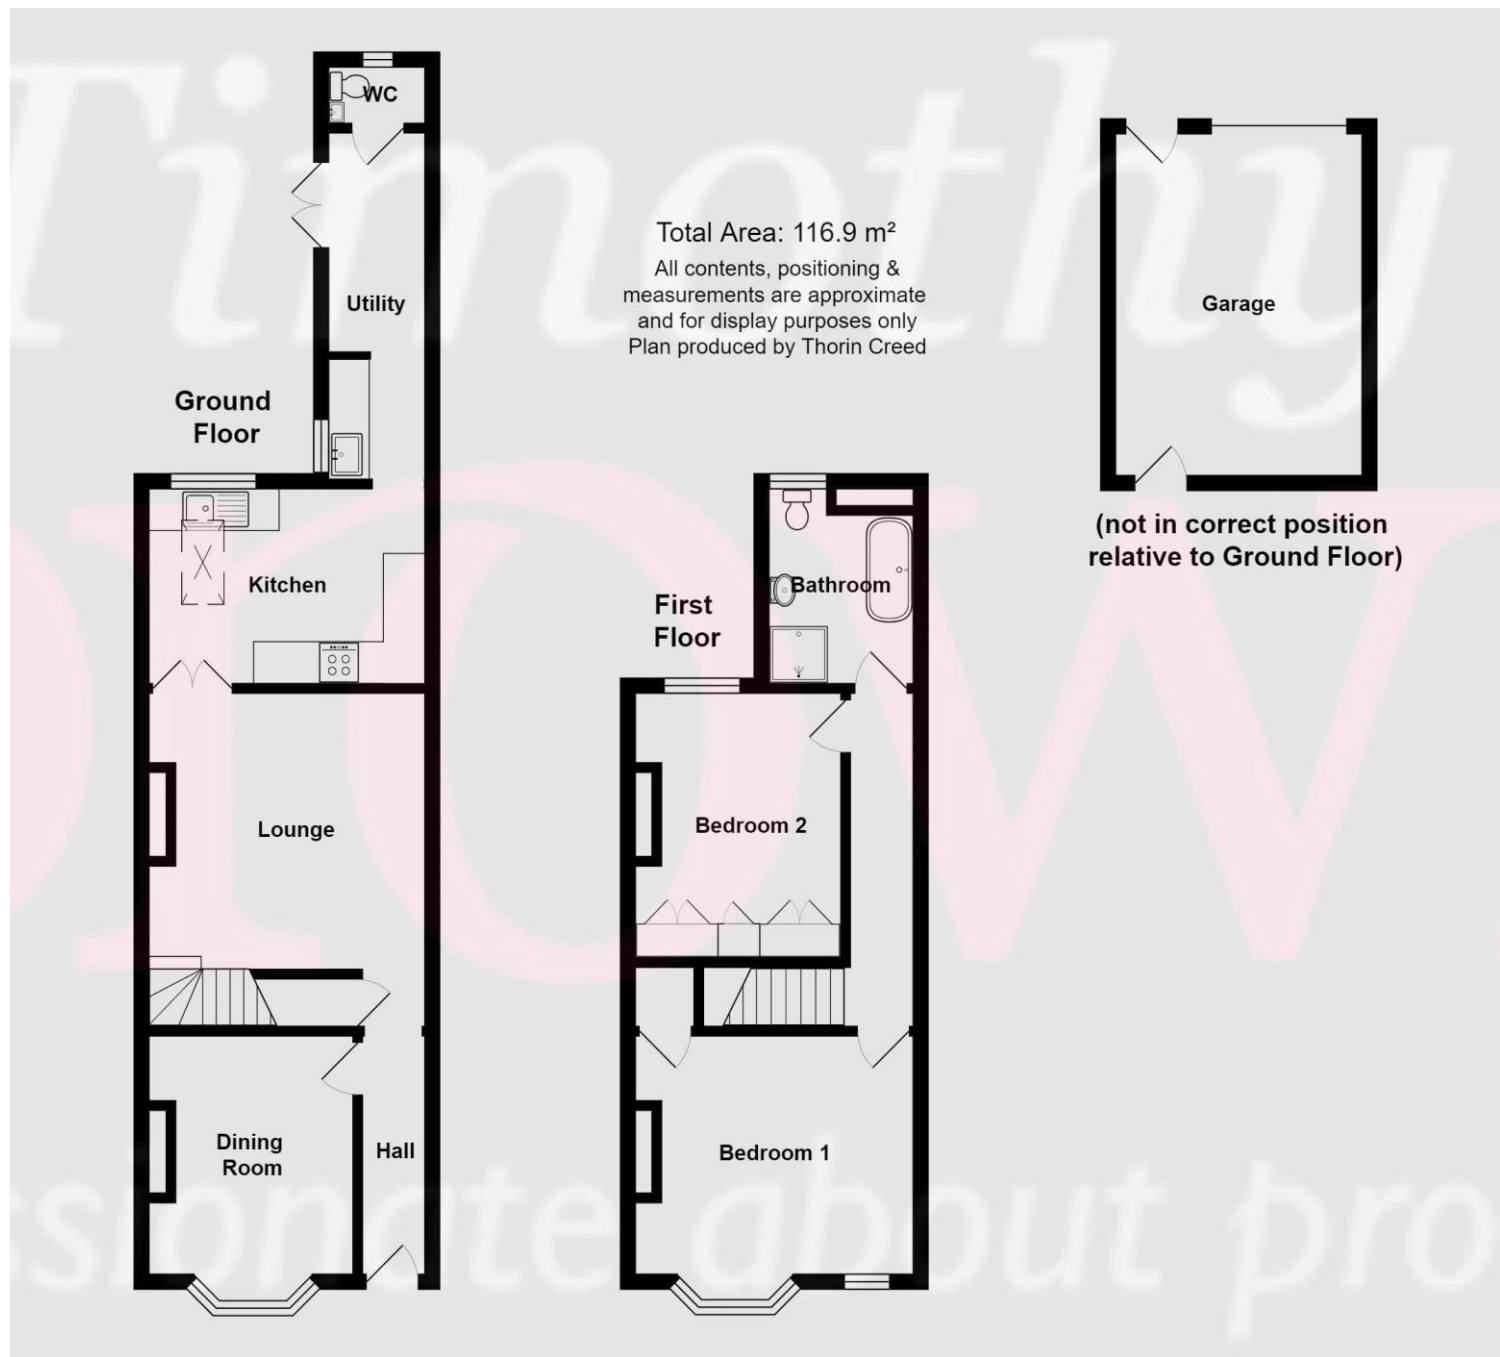 Timothy
WC
Total Area: 116.9 m²
All contents, positioning &
measurements are approximate
and for display purposes only
Plan produced by Thorin Creed
Utility
Garage
Ground
Floor
(not in correct position
relative to Ground Floor)
Kitchen
Bathroom
First
Floor
Lounge
Bedroom 2
Dining
Room
Hall
Bedroom 1
about